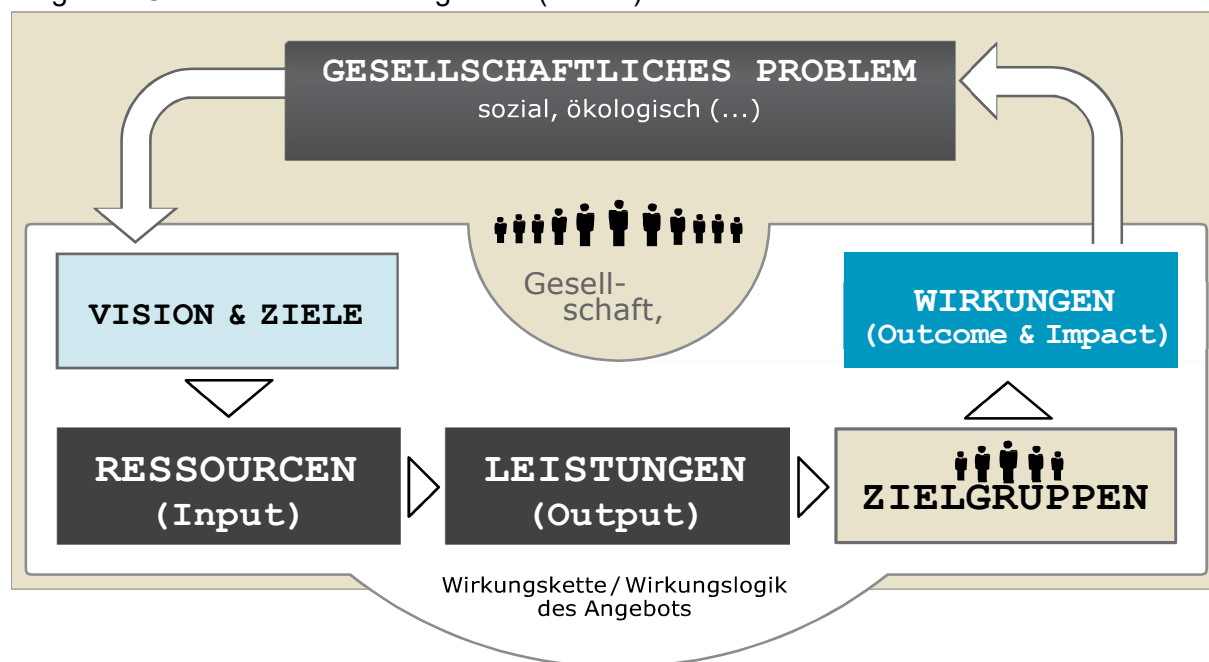 GESELLSCHAFTLICHES PROBLEM
sozial, ökologisch (...)
Gesell-
schaft,
VISION & ZIELE
WIRKUNGEN
(Outcome & Impact)
RESSOURCEN
(Input)
LEISTUNGEN
(Output)
ZIELGRUPPEN
Wirkungskette / Wirkungslogik
des Angebots